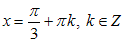 x = π/3 + πk, k ∈ Z